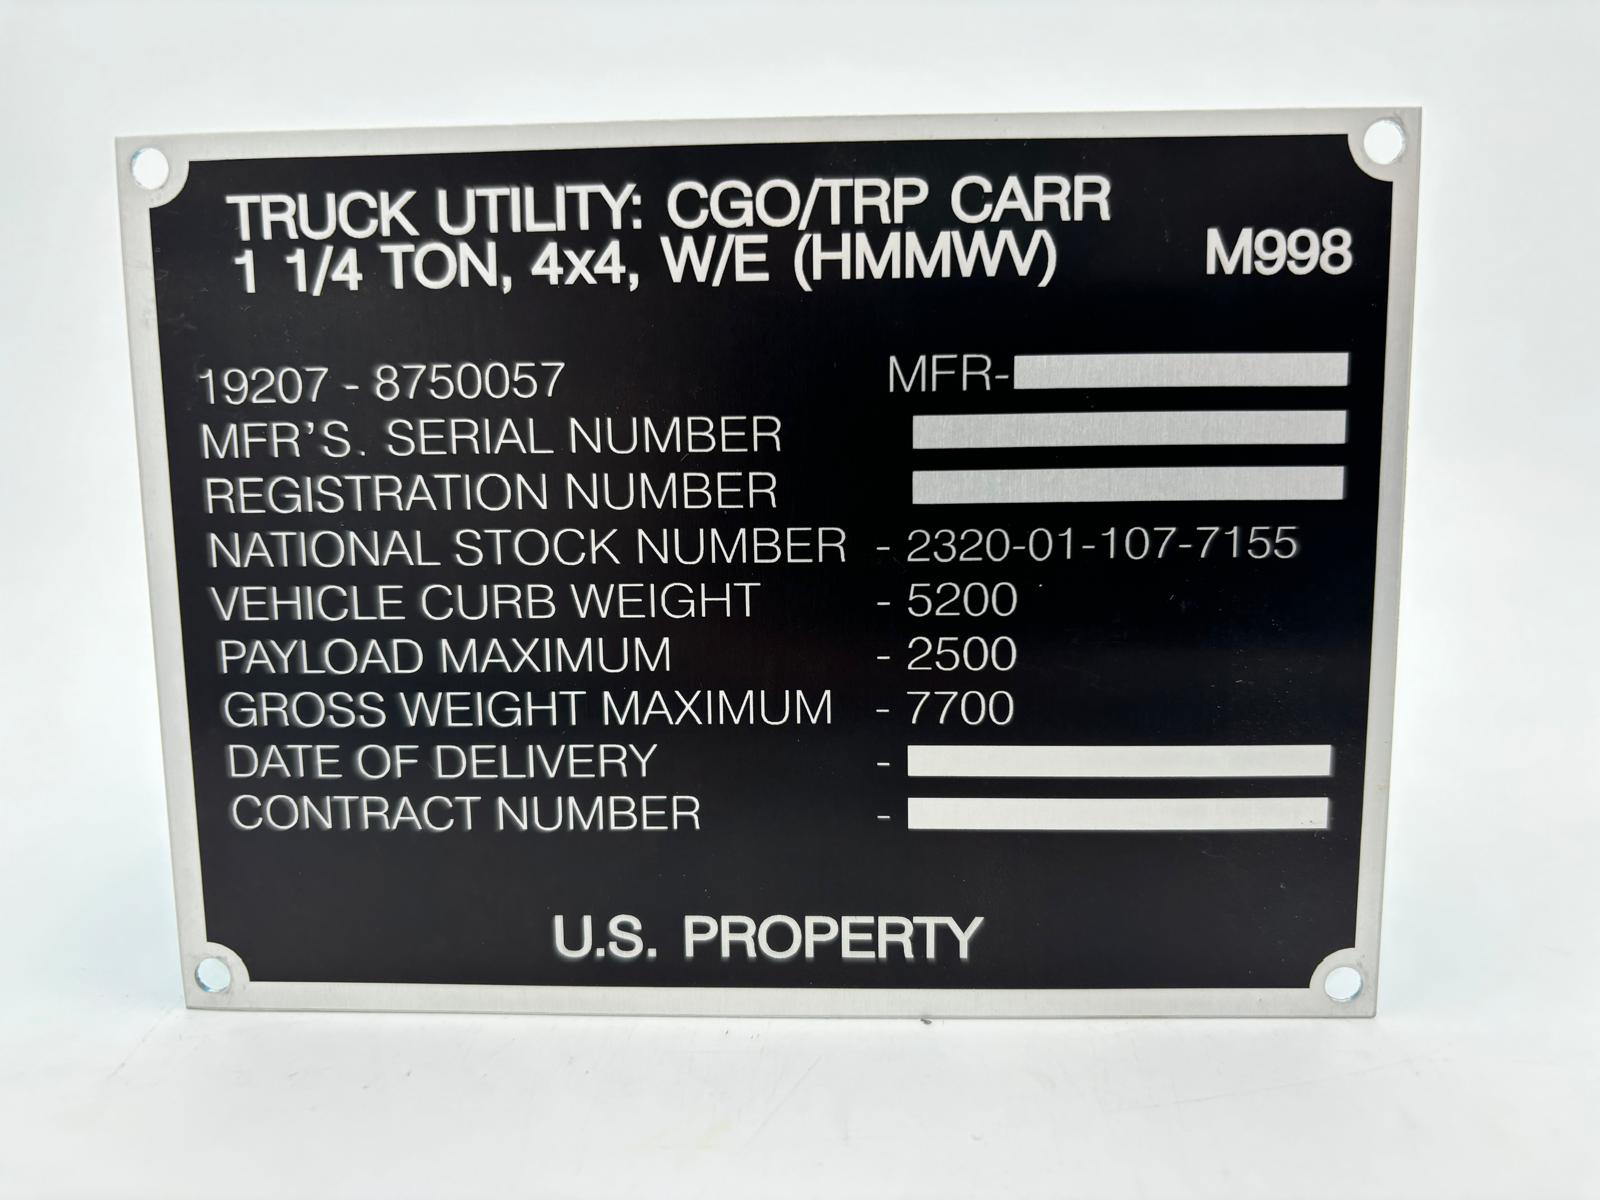 TRUCK UTILITY: CGO/TRP CARR
1 1/4 TON, 4x4, W/E (HMMWV) M998
19207 - 8750057 MFR-
MFR'S. SERIAL NUMBER
REGISTRATION NUMBER
NATIONAL STOCK NUMBER - 2320-01-107-7155
VEHICLE CURB WEIGHT - 5200
PAYLOAD MAXIMUM - 2500
GROSS WEIGHT MAXIMUM - 7700
DATE OF DELIVERY -
CONTRACT NUMBER -
U.S. PROPERTY